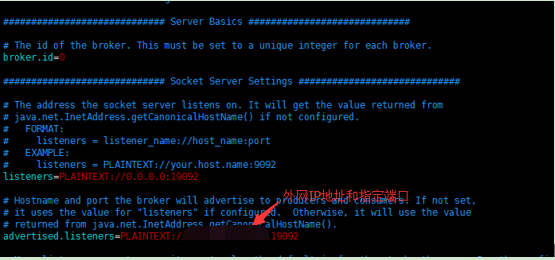 ############################# Server Basics #############################
# The id of the broker. This must be set to a unique integer for each broker.
broker.id=0
############################# Socket Server Settings #############################
# The address the socket server listens on. It will get the value returned from
# java.net.InetAddress.getCanonicalHostName() if not configured.
#   FORMAT:
#     listeners = listener_name://host_name:port
#   EXAMPLE:
#     listeners = PLAINTEXT://your.host.name:9092
listeners=PLAINTEXT://0.0.0.0:19092
外网IP地址和指定端口
# Hostname and port the broker will advertise to producers and consumers. If not set,
# it uses the value for "listeners" if configured.  Otherwise, it will use the value
# returned from java.net.InetAddress.getCanonicalHostName().
advertised.listeners=PLAINTEXT://
19092